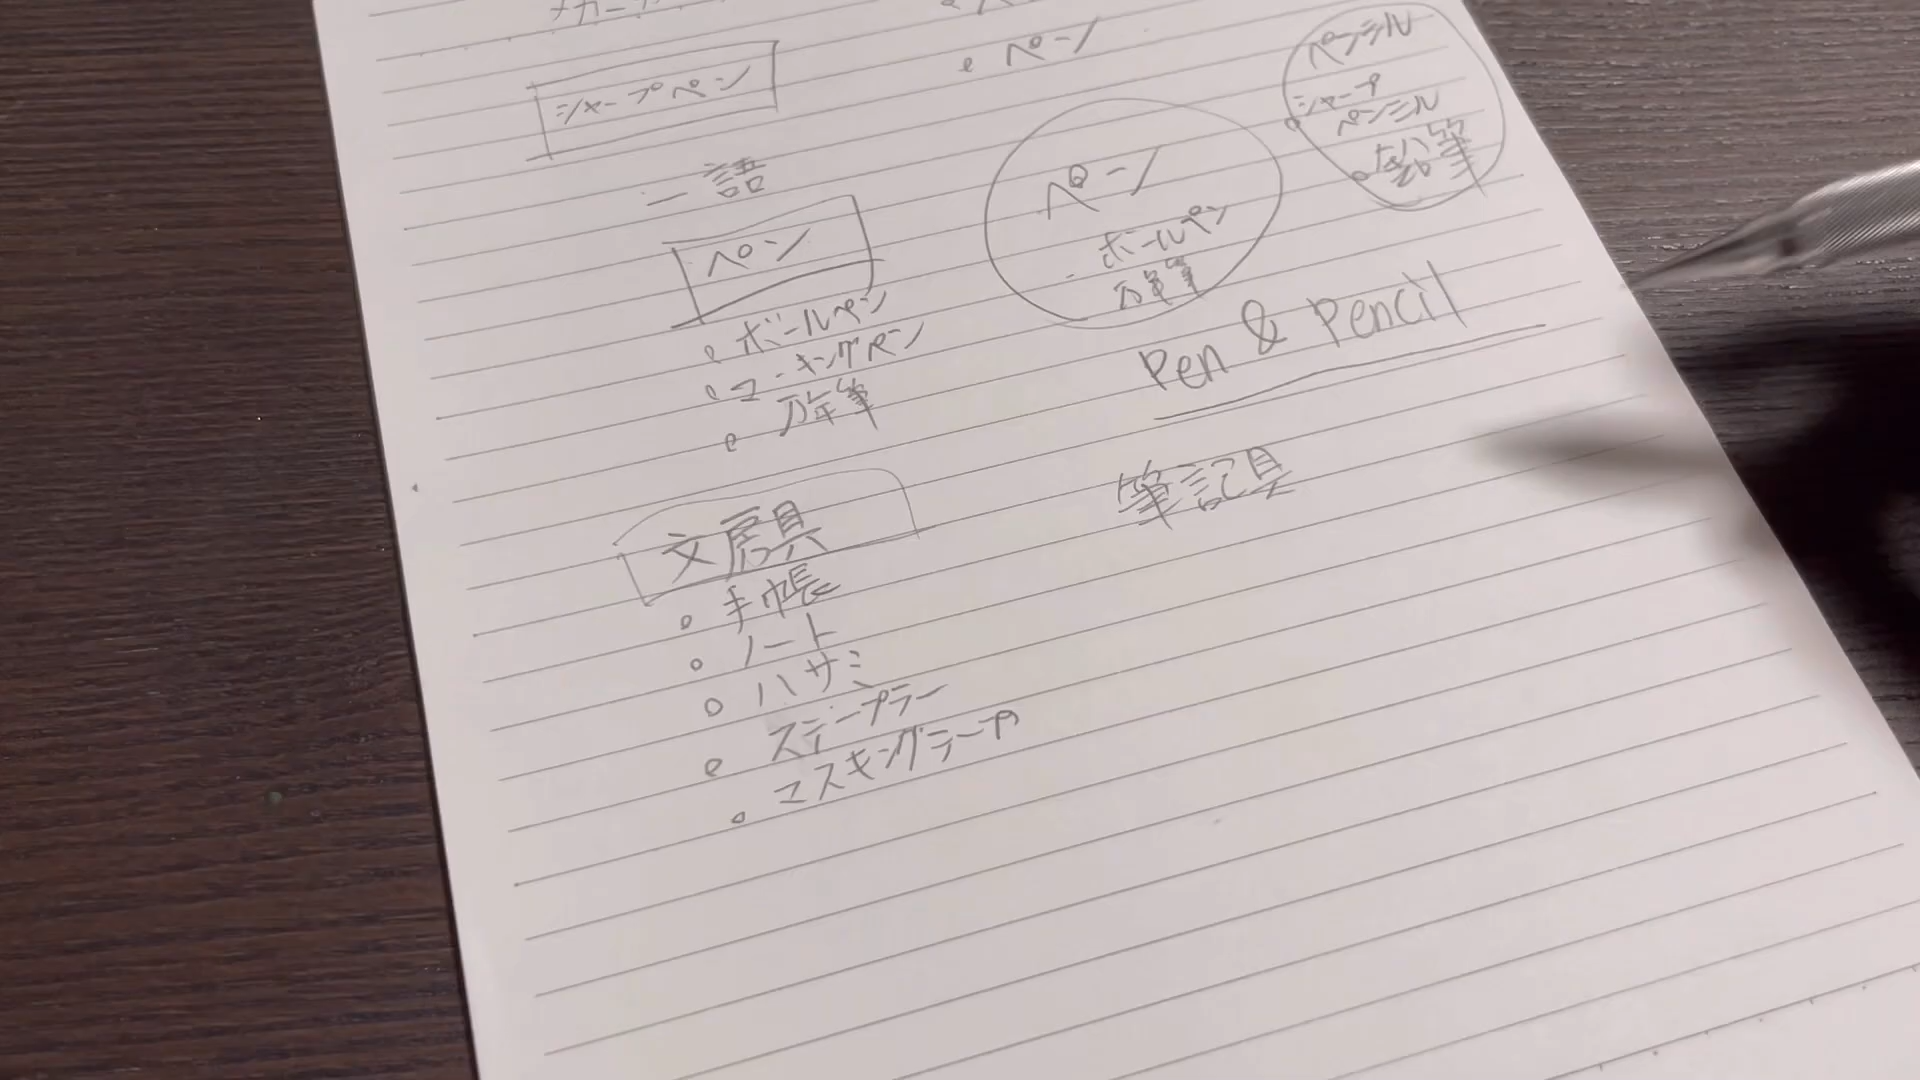 シャープペン
ペン
ペンシル
シャープ
ペンシル
鉛筆
二語
ペン
ボールペン
マーキングペン
万年筆
ペン
ボールペン
万年筆
Pen & Pencil
文房具
手帳
ノート
ハサミ
ステープラー
マスキングテープ
筆記具